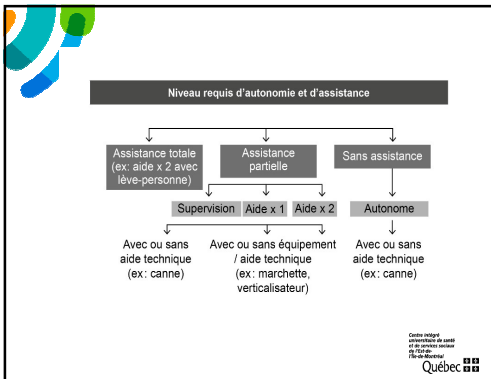 Niveau requis d'autonomie et d'assistance
Assistance totale
(ex: aide x 2 avec
lève-personne)
Assistance
partielle
Sans assistance
Supervision
Aide x 1
Aide x 2
Autonome
Avec ou sans
aide technique
(ex: canne)
Avec ou sans équipement
/ aide technique
(ex: marchette,
verticalisateur)
Avec ou sans
aide technique
(ex: canne)
Centre intégré
universitaire de santé
et de services sociaux
de l'Est-de-
l'Île-de-Montréal
Québec